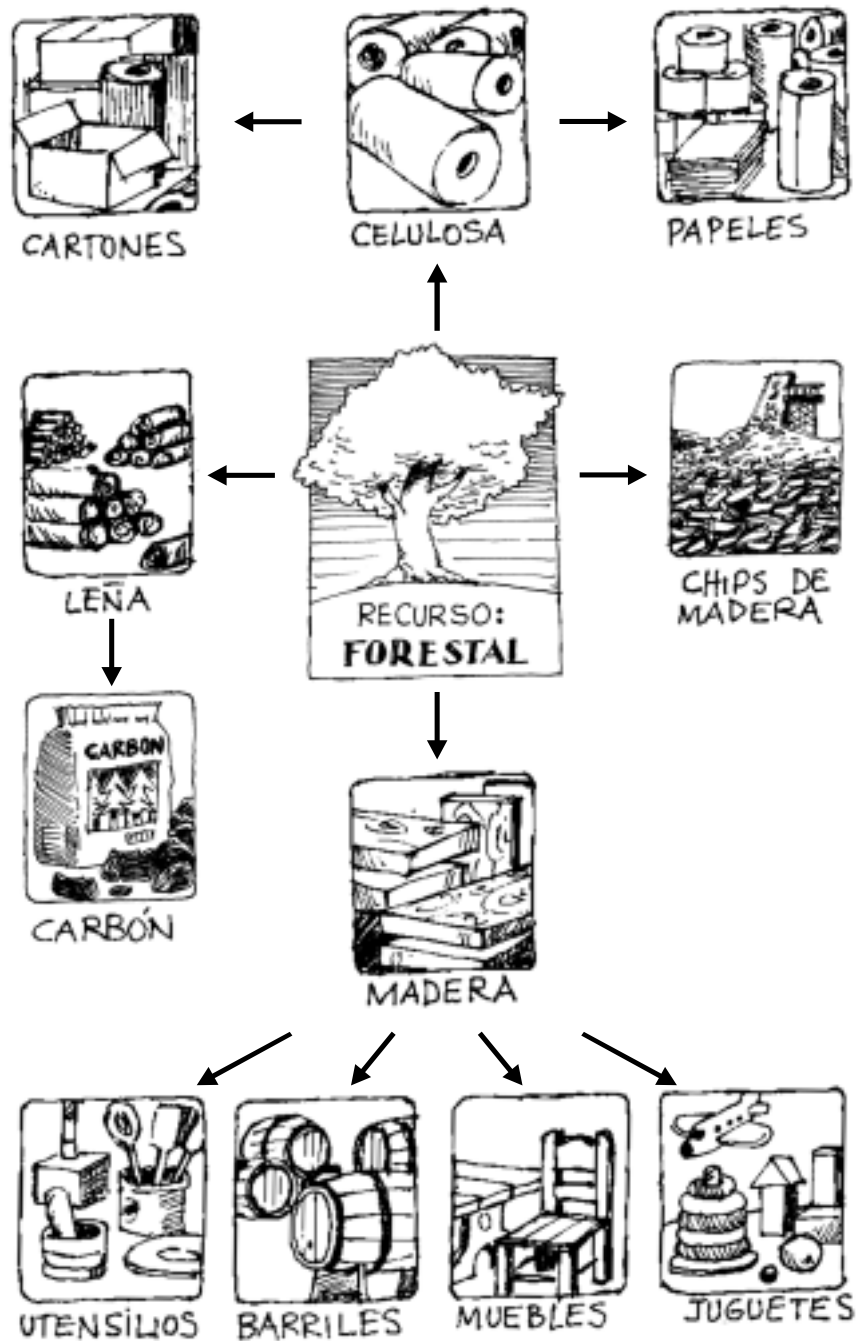 CARTONES
CELULOSA
PAPELES
LEÑA
RECURSO:
FORESTAL
CHIPS DE
MADERA
CARBON
CARBÓN
MADERA
UTENSILIOS
BARRILES
MUEBLES
JUGUETES